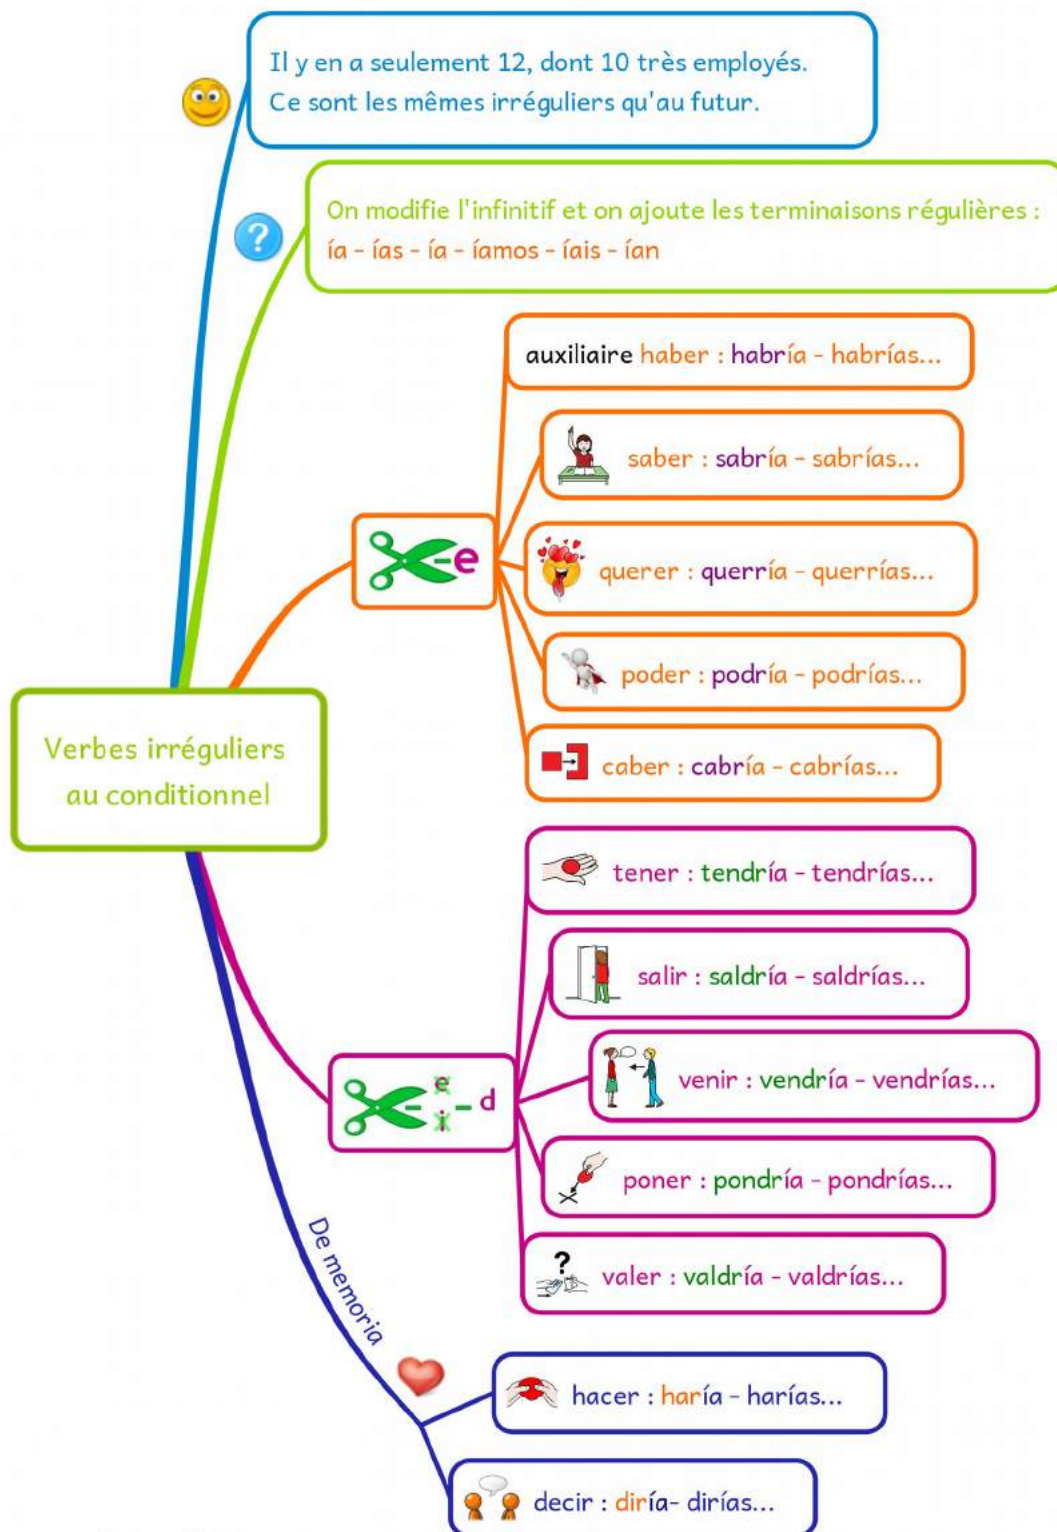 Il y en a seulement 12, dont 10 très employés.
Ce sont les mêmes irréguliers qu'au futur.
?
On modifie l'infinitif et on ajoute les terminaisons régulières :
ía - ías - ía - íamos - íais - ían
auxiliaire haber : habría - habrías...
saber : sabría - sabrías...
-e
querer : querría - querrías...
poder : podría - podrías...
caber : cabría - cabrías...
Verbes irréguliers
au conditionnel
tener : tendría - tendrías...
salir : saldría - saldrías...
venir : vendría - vendrías...
- e i - d
poner : pondría - pondrías...
?
valer : valdría - valdrías...
De memoria
hacer : haría - harías...
decir : diría- dirías...